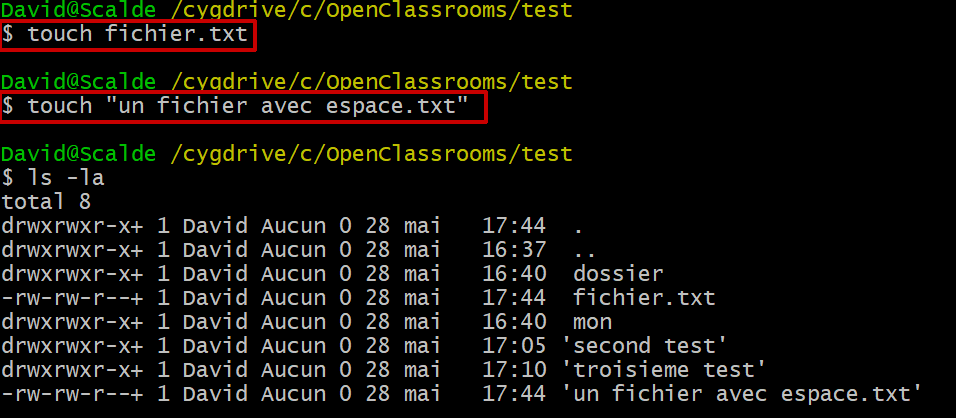 David@Scalde /cygdrive/c/OpenClassrooms/test
$ touch fichier.txt
David@Scalde /cygdrive/c/OpenClassrooms/test
$ touch "un fichier avec espace.txt"
David@Scalde /cygdrive/c/OpenClassrooms/test
$ ls -la
total 8
drwxrwxr-x+ 1 David Aucun 0 28 mai   17:44  .
drwxrwxr-x+ 1 David Aucun 0 28 mai   16:37  ..
drwxrwxr-x+ 1 David Aucun 0 28 mai   16:40  dossier
-rw-rw-r--+ 1 David Aucun 0 28 mai   17:44  fichier.txt
drwxrwxr-x+ 1 David Aucun 0 28 mai   16:40  mon
drwxrwxr-x+ 1 David Aucun 0 28 mai   17:05 'second test'
drwxrwxr-x+ 1 David Aucun 0 28 mai   17:10 'troisieme test'
-rw-rw-r--+ 1 David Aucun 0 28 mai   17:44 'un fichier avec espace.txt'